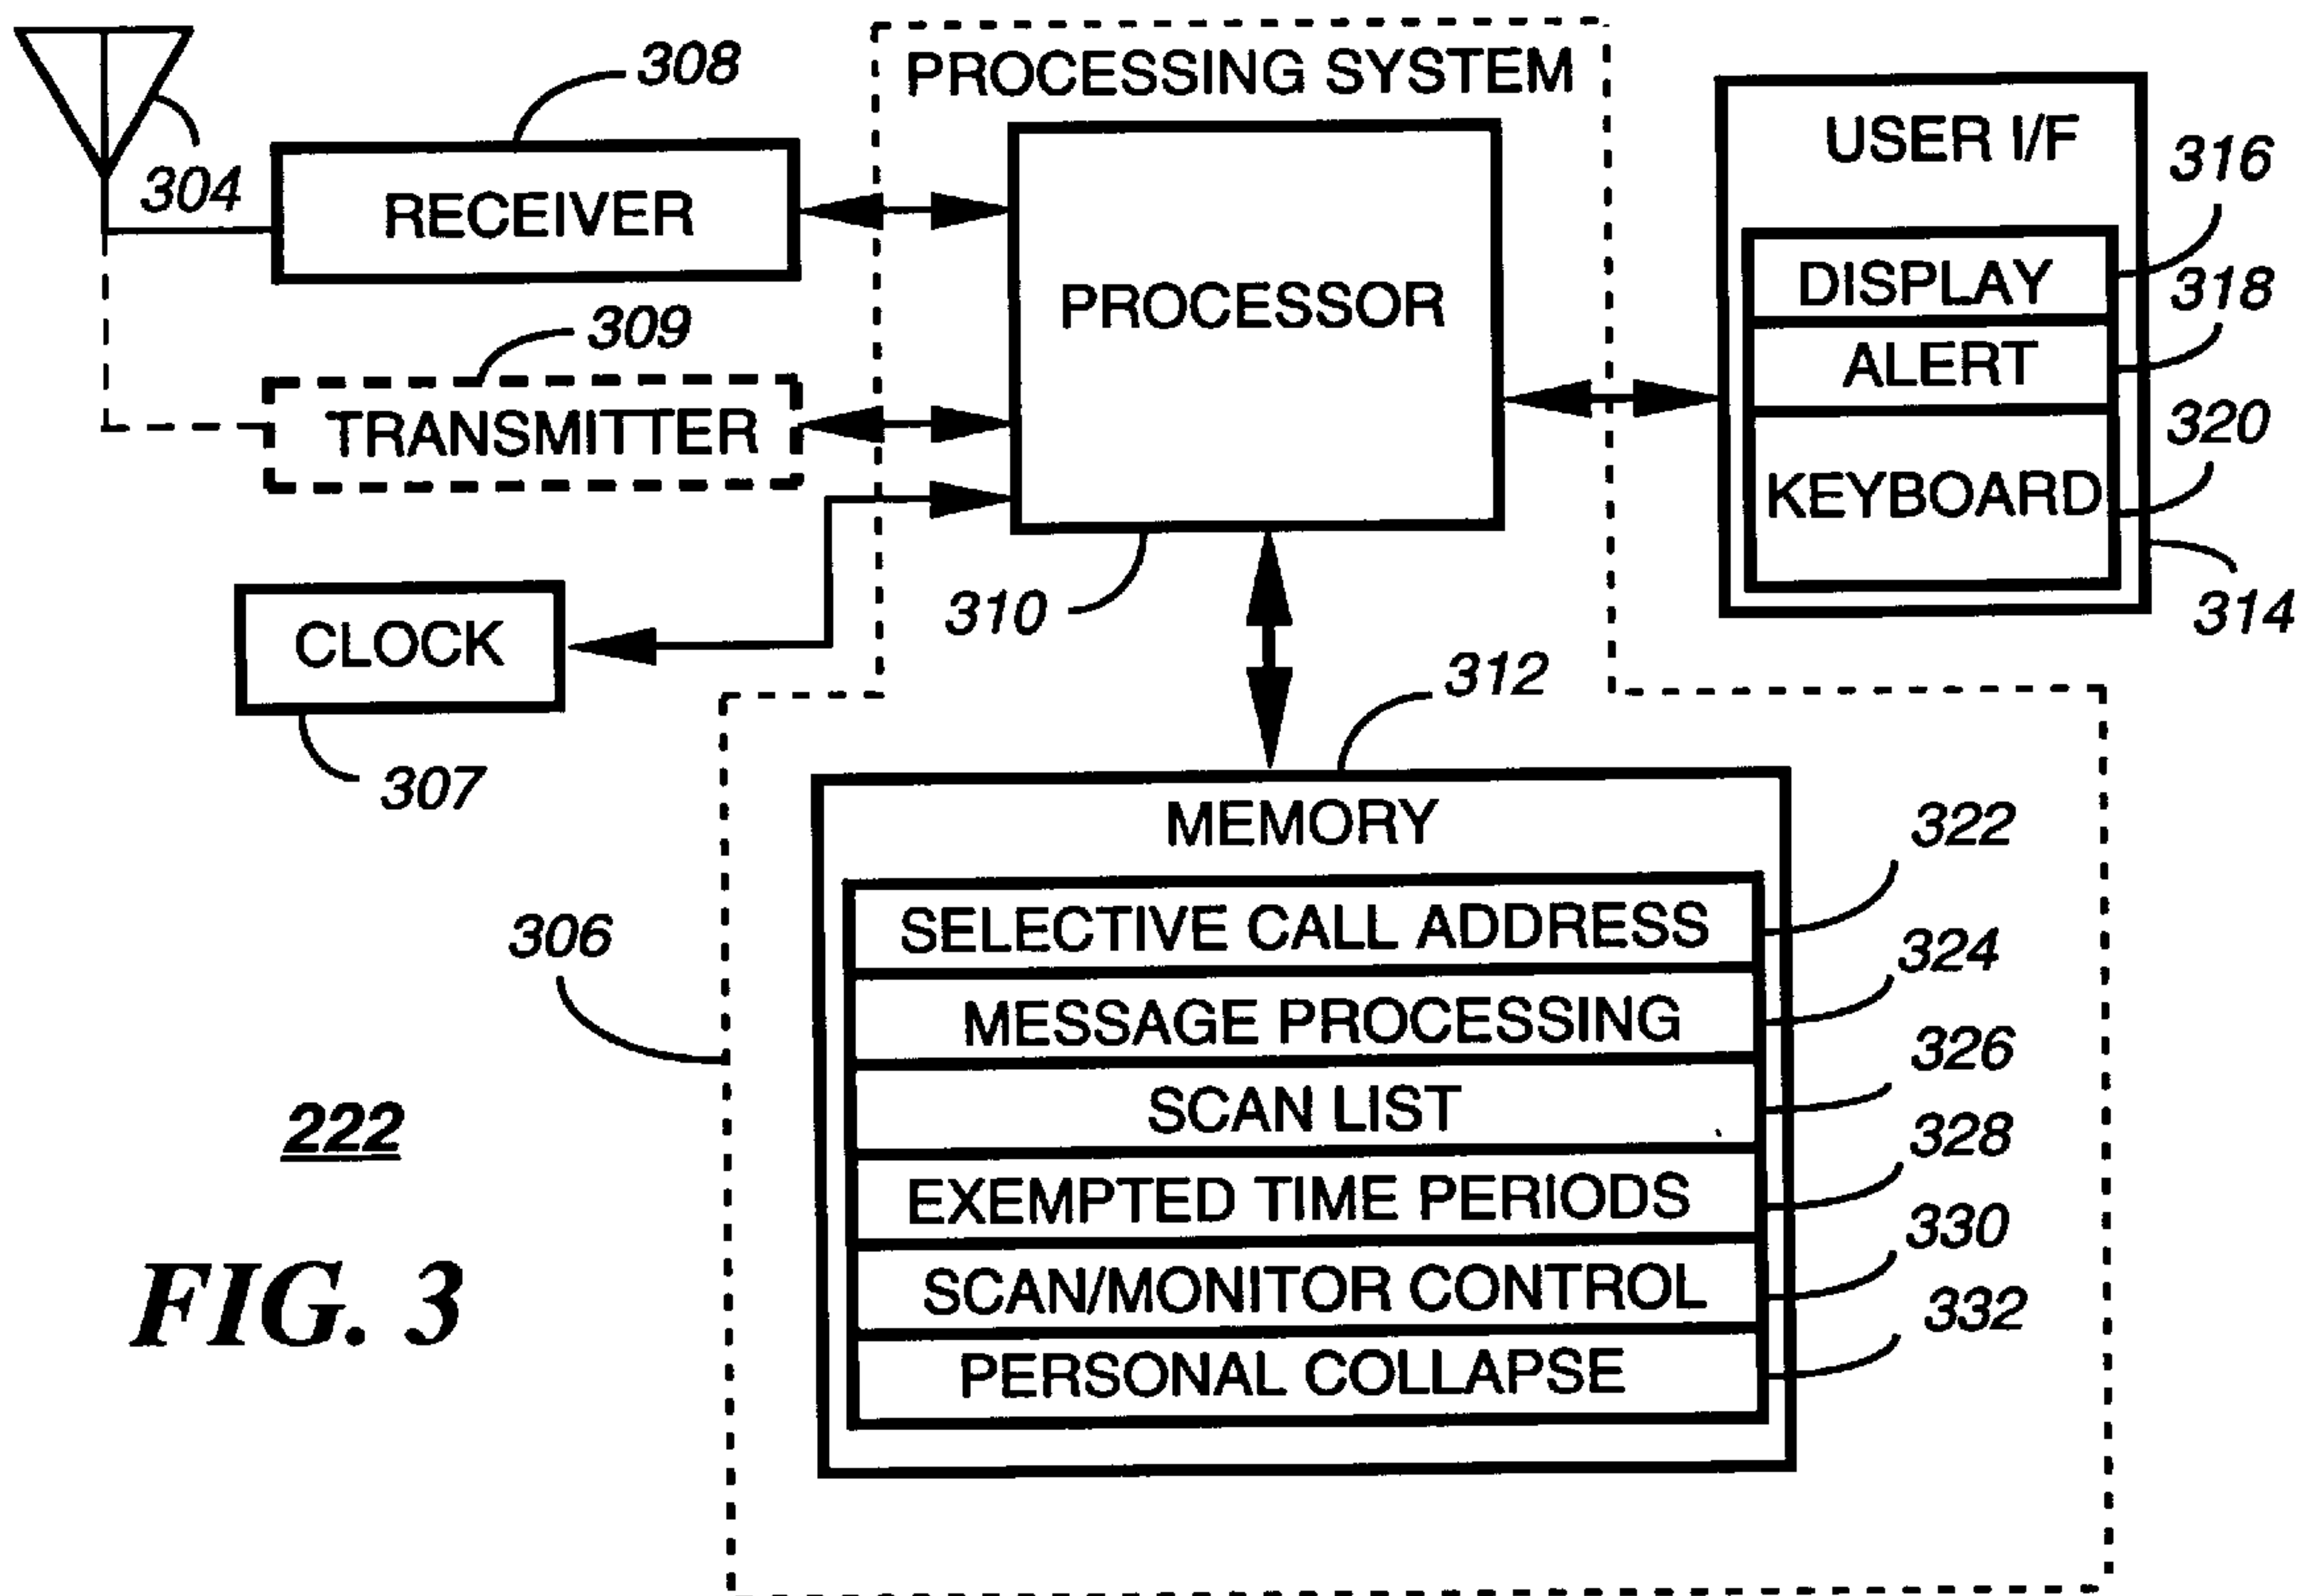 308
PROCESSING SYSTEM
USER I/F
316
304
RECEIVER
DISPLAY
318
309
PROCESSOR
ALERT
320
TRANSMITTER
KEYBOARD
310
314
CLOCK
312
307
MEMORY
322
SELECTIVE CALL ADDRESS
306
324
MESSAGE PROCESSING
326
SCAN LIST
222
328
EXEMPTED TIME PERIODS
330
SCAN/MONITOR CONTROL
FIG. 3
332
PERSONAL COLLAPSE